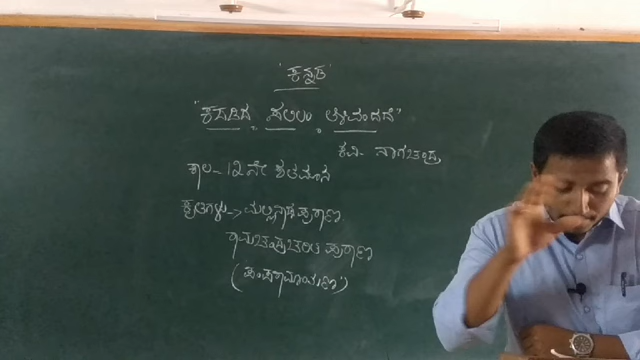 'ಕನ್ನಡ'
"ಕದಡಿದ ಸಲಿಲಂ ತಿಳಿವಂದದೆ"
ಕವಿ- ನಾಗಚಂದ್ರ
ಕಾಲ- 12ನೇ ಶತಮಾನ
ಕೃತಿಗಳು→ ಮಲ್ಲಿನಾಥಪುರಾಣ
ರಾಮಚಂದ್ರಚರಿತ ಪುರಾಣ
(ಪಂಪರಾಮಾಯಣ)